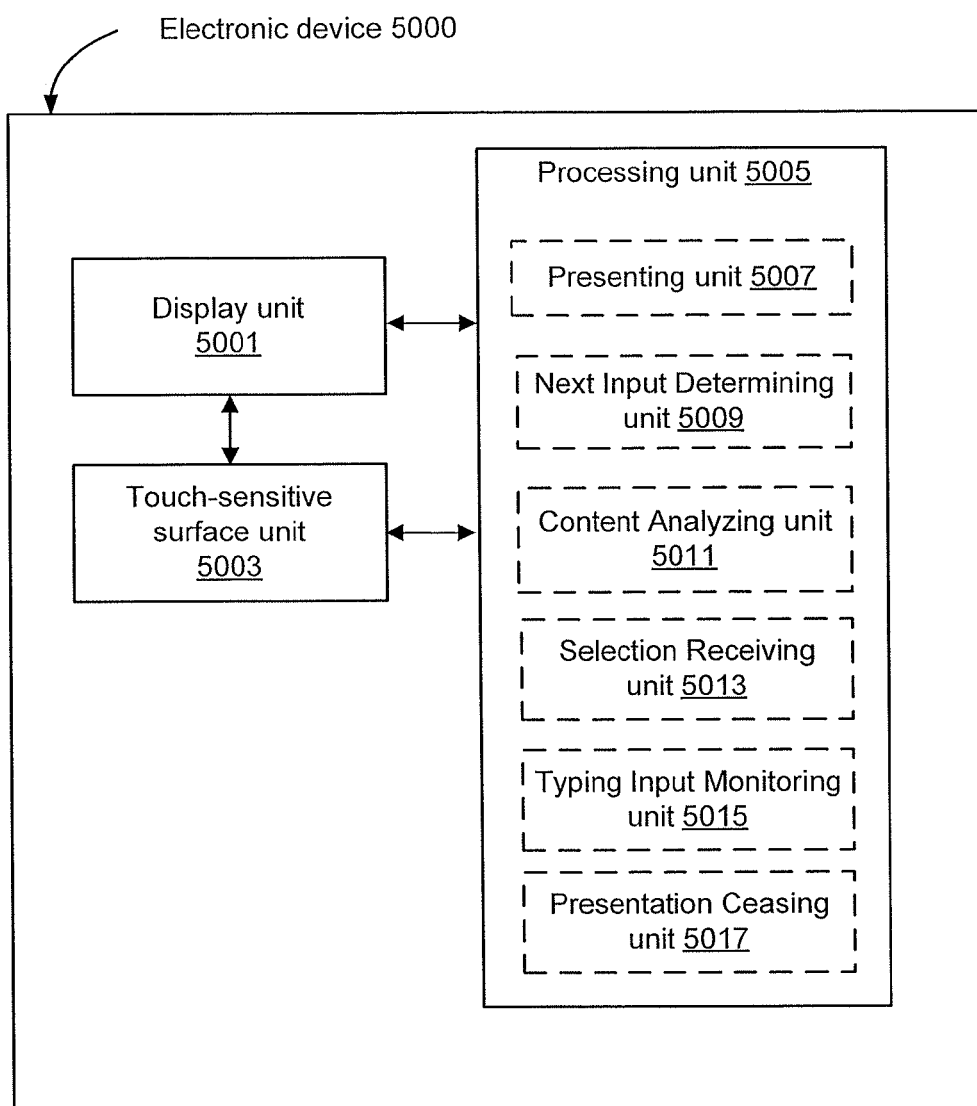 Electronic device 5000
Processing unit 5005
Presenting unit 5007
Next Input Determining
unit 5009
Content Analyzing unit
5011
Selection Receiving
unit 5013
Typing Input Monitoring
unit 5015
Presentation Ceasing
unit 5017
Display unit
5001
Touch-sensitive
surface unit
5003